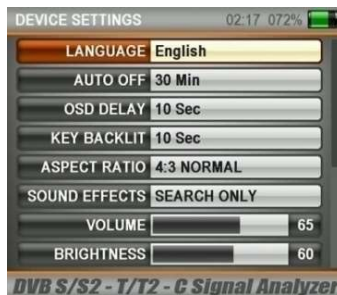 DEVICE SETTINGS 02:17 072%
LANGUAGE English
AUTO OFF 30 Min
OSD DELAY 10 Sec
KEY BACKLIT 10 Sec
ASPECT RATIO 4:3 NORMAL
SOUND EFFECTS SEARCH ONLY
VOLUME 65
BRIGHTNESS 60
DVB S/S2 - T/T2 - C Signal Analyzer